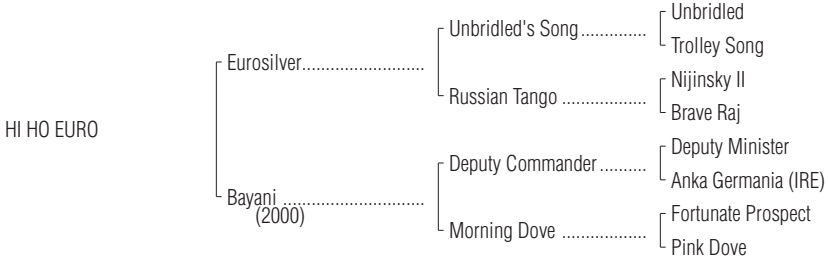 Unbridled
Unbridled's Song..............
Trolley Song
Eurosilver..........................
Nijinsky II
Russian Tango ..................
Brave Raj
HI HO EURO
Deputy Minister
Deputy Commander..........
Anka Germania (IRE)
Bayani ..............................
(2000)
Fortunate Prospect
Morning Dove ..................
Pink Dove